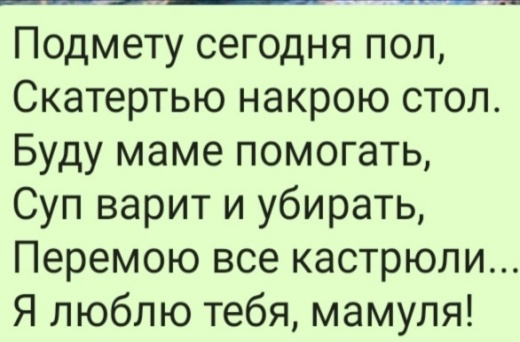 Подмету сегодня пол,
Скатертью накрою стол.
Буду маме помогать,
Суп варит и убирать,
Перемою все кастрюли...
Я люблю тебя, мамуля!